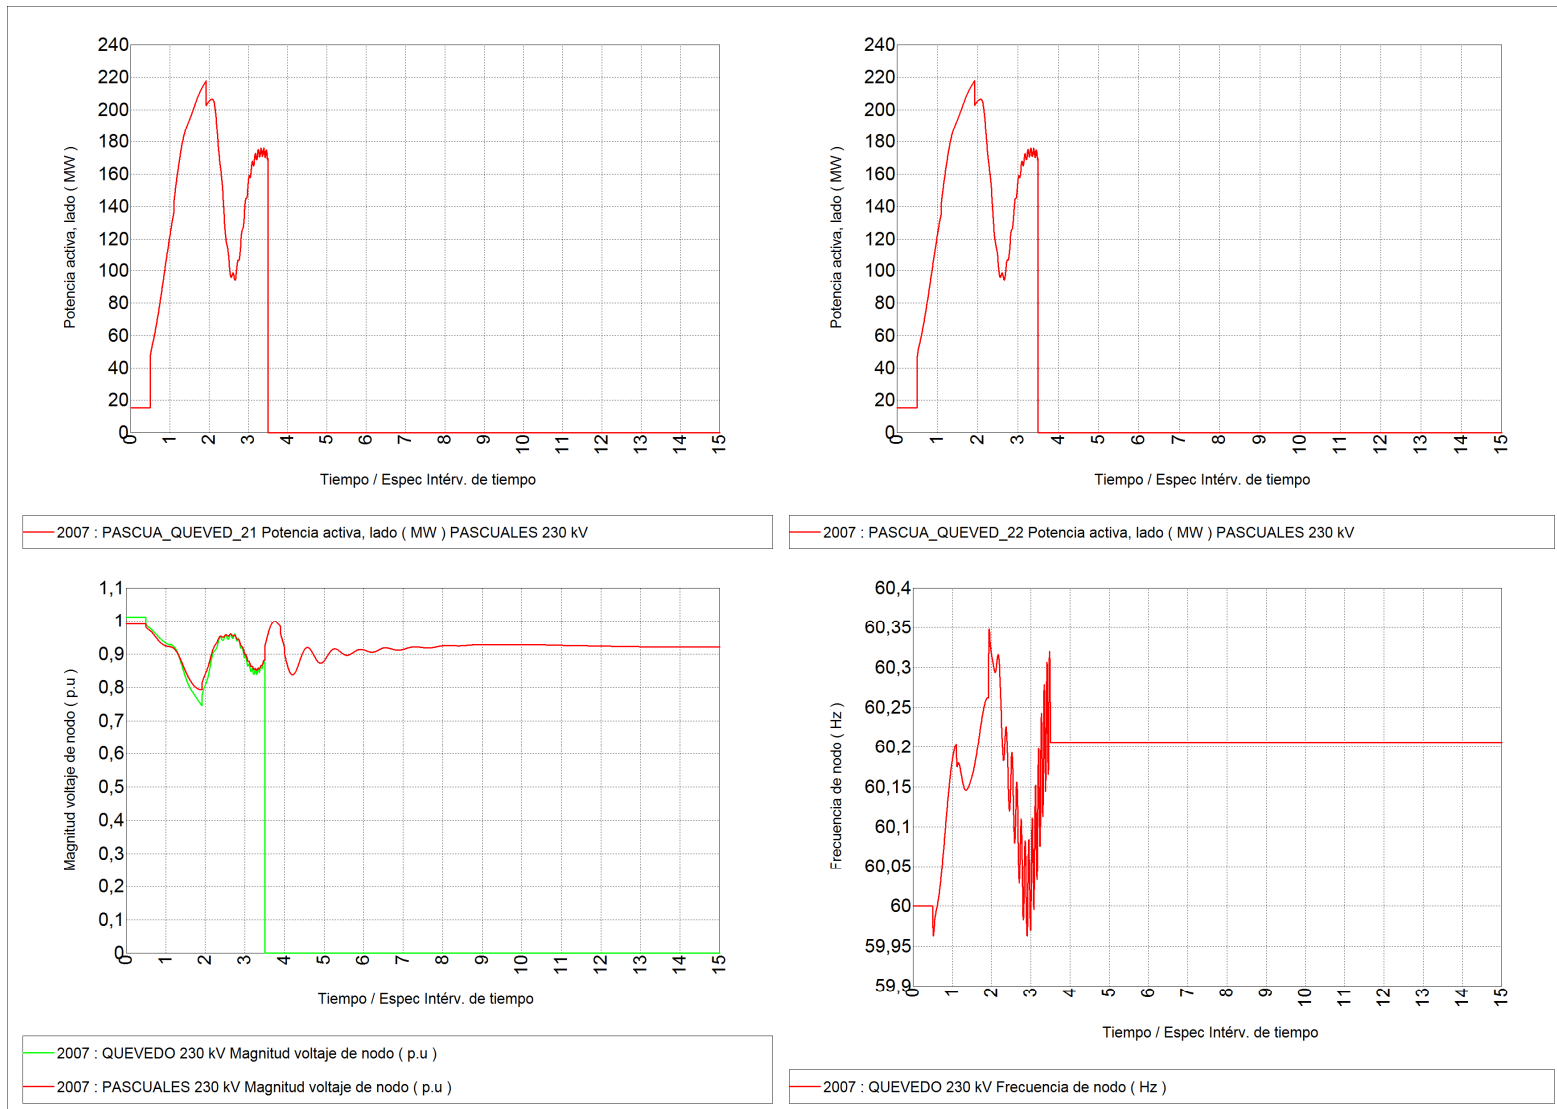 240
220
200
180
160
140
120
100
80
60
40
20
0
Potencia activa, lado ( MW )
0 1 2 3 4 5 6 7 8 9 10 11 12 13 14 15
Tiempo / Espec Intérv. de tiempo
2007 : PASCUA_QUEVED_21 Potencia activa, lado ( MW ) PASCUALES 230 kV
240
220
200
180
160
140
120
100
80
60
40
20
0
Potencia activa, lado ( MW )
0 1 2 3 4 5 6 7 8 9 10 11 12 13 14 15
Tiempo / Espec Intérv. de tiempo
2007 : PASCUA_QUEVED_22 Potencia activa, lado ( MW ) PASCUALES 230 kV
1,1
1
0,9
0,8
0,7
0,6
0,5
0,4
0,3
0,2
0,1
0
Magnitud voltaje de nodo ( p.u )
0 1 2 3 4 5 6 7 8 9 10 11 12 13 14 15
Tiempo / Espec Intérv. de tiempo
2007 : QUEVEDO 230 kV Magnitud voltaje de nodo ( p.u )
2007 : PASCUALES 230 kV Magnitud voltaje de nodo ( p.u )
60,4
60,35
60,3
60,25
60,2
60,15
60,1
60,05
60
59,95
59,9
Frecuencia de nodo ( Hz )
0 1 2 3 4 5 6 7 8 9 10 11 12 13 14 15
Tiempo / Espec Intérv. de tiempo
2007 : QUEVEDO 230 kV Frecuencia de nodo ( Hz )